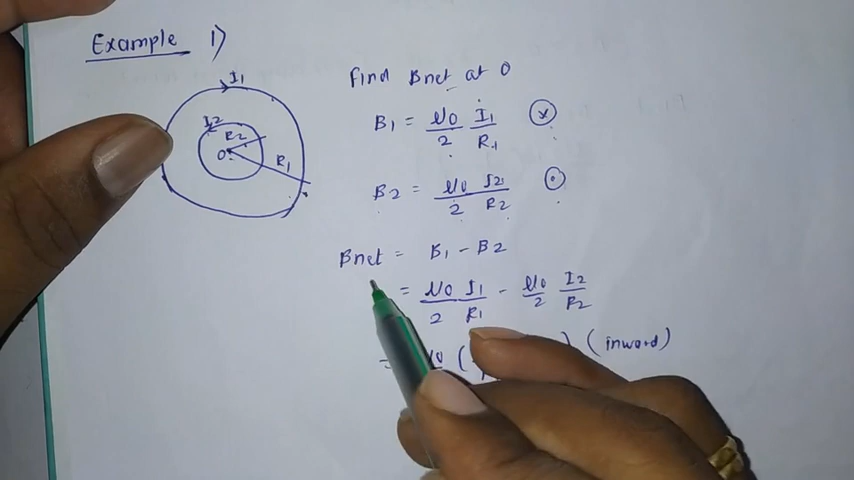 Example 1)
I1
I2
R2
O
R1
Find Bnet at O
B1 = μ0/2 I1/R1 ⊗
B2 = μ0/2 I2/R2 ⊙
Bnet = B1 - B2
= μ0/2 I1/R1 - μ0/2 I2/R2
= ( ) (inward)